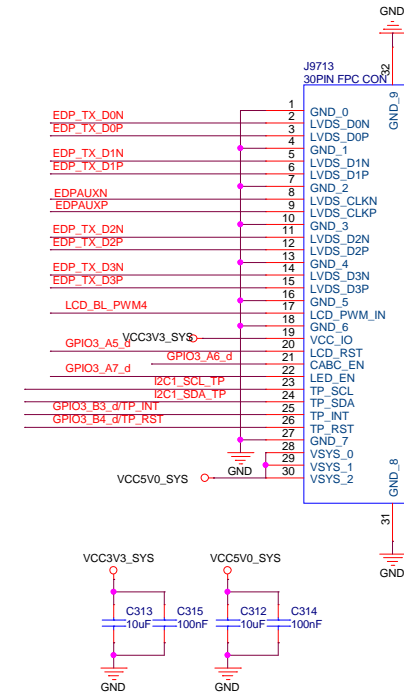 GND
J9713
30PIN FPC CON
32
GND_9
1 GND_0
EDP_TX_D0N 2 LVDS_D0N
EDP_TX_D0P 3 LVDS_D0P
4 GND_1
EDP_TX_D1N 5 LVDS_D1N
EDP_TX_D1P 6 LVDS_D1P
7 GND_2
EDPAUXN 8 LVDS_CLKN
EDPAUXP 9 LVDS_CLKP
10 GND_3
EDP_TX_D2N 11 LVDS_D2N
EDP_TX_D2P 12 LVDS_D2P
13 GND_4
EDP_TX_D3N 14 LVDS_D3N
EDP_TX_D3P 15 LVDS_D3P
16 GND_5
LCD_BL_PWM4 17 LCD_PWM_IN
18 GND_6
VCC3V3_SYS 19 VCC_IO
GPIO3_A5_d 20 LCD_RST
GPIO3_A6_d 21 CABC_EN
GPIO3_A7_d 22 LED_EN
I2C1_SCL_TP 23 TP_SCL
I2C1_SDA_TP 24 TP_SDA
GPIO3_B3_d/TP_INT 25 TP_INT
GPIO3_B4_d/TP_RST 26 TP_RST
27 GND_7
28 VSYS_0
29 VSYS_1
VCC5V0_SYS 30 VSYS_2
GND
GND_8
31
GND
VCC3V3_SYS VCC5V0_SYS
C313 C315 C312 C314
10uF 100nF 10uF 100nF
GND GND